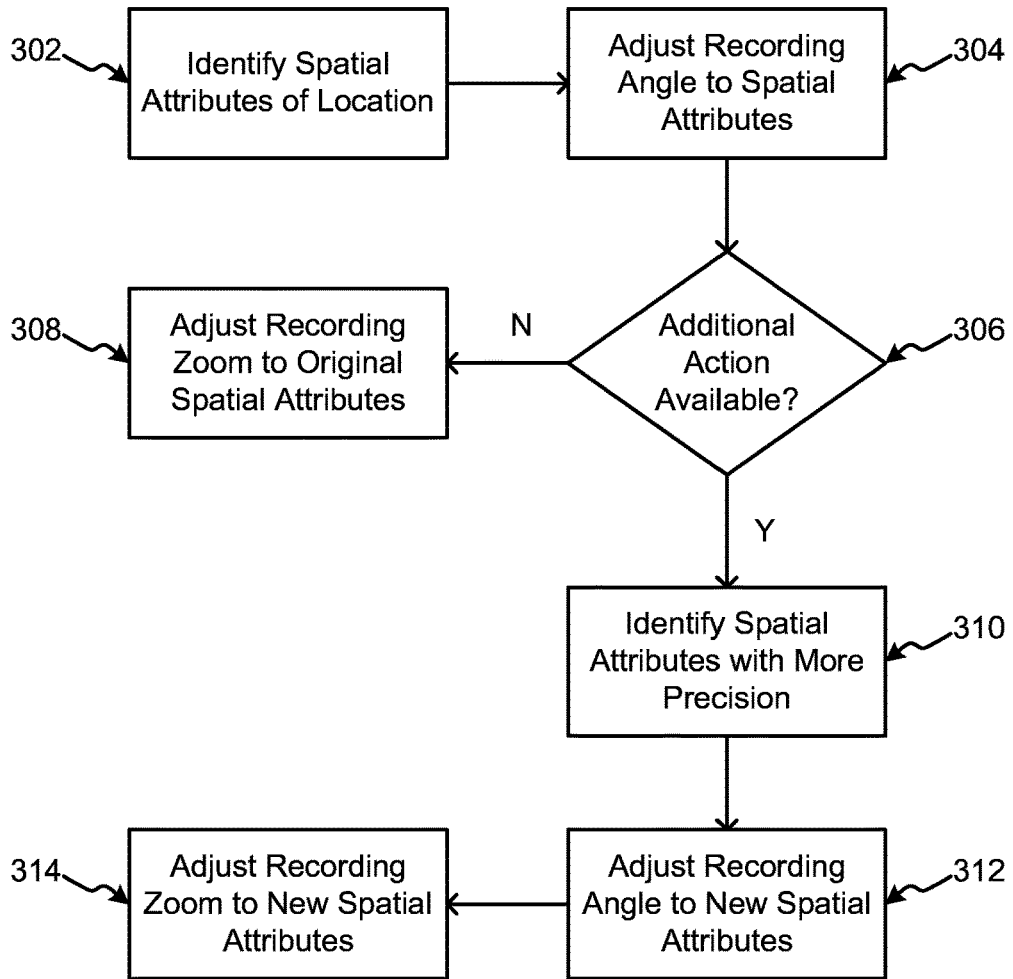 302
Identify Spatial
Attributes of Location
Adjust Recording
Angle to Spatial
Attributes
304
308
Adjust Recording
Zoom to Original
Spatial Attributes
N
Additional
Action
Available?
306
Y
Identify Spatial
Attributes with More
Precision
310
314
Adjust Recording
Zoom to New Spatial
Attributes
Adjust Recording
Angle to New Spatial
Attributes
312